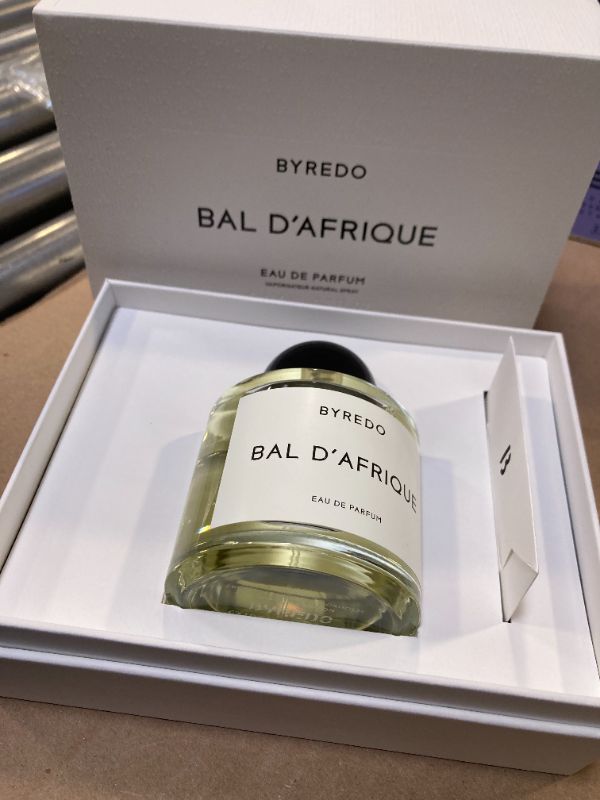 BYREDO
BAL D'AFRIQUE
EAU DE PARFUM
VAPORISATEUR NATURAL SPRAY
BYREDO
BAL D'AFRIQUE
EAU DE PARFUM